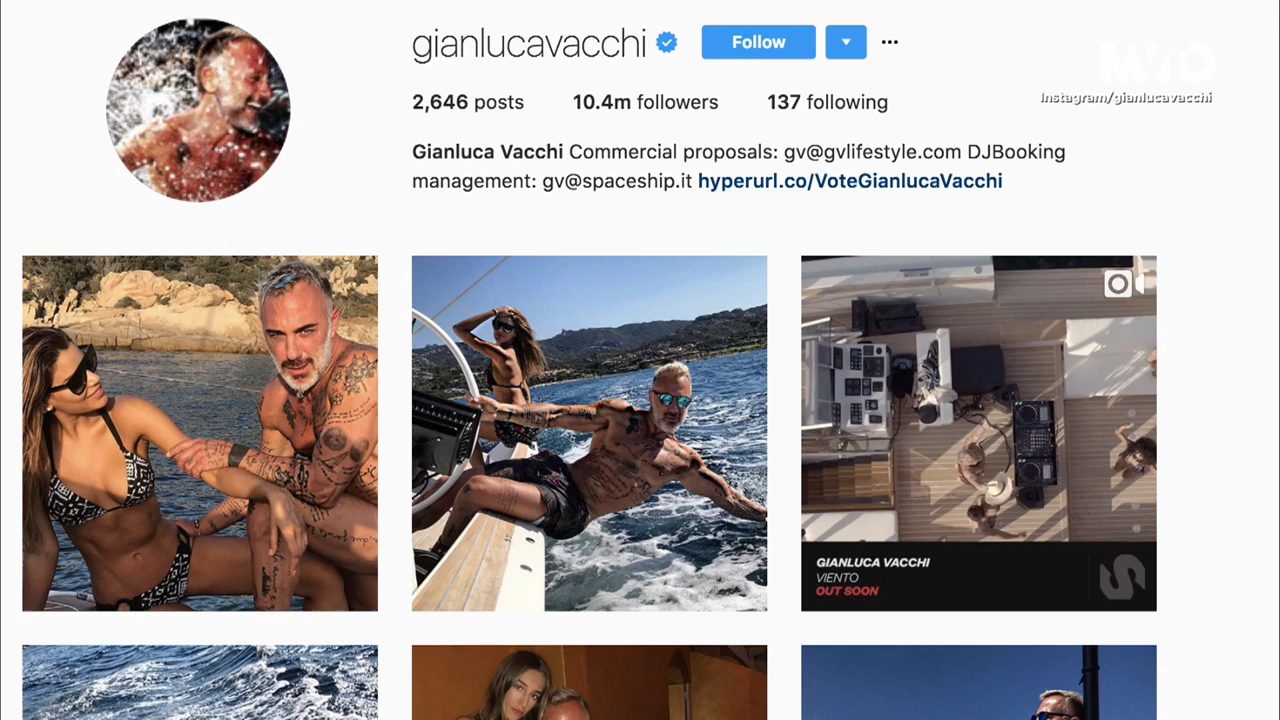 gianlucavacchi
Follow
2,646 posts 10.4m followers 137 following
Gianluca Vacchi Commercial proposals: gv@gvlifestyle.com DJBooking
management: gv@spaceship.it hyperurl.co/VoteGianlucaVacchi
Instagram/gianlucavacchi
GIANLUCA VACCHI
VIENTO
OUT SOON